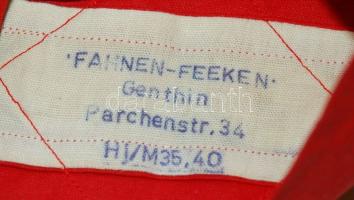 ·FAHNEN-FEEKEN·
Genthin
Parchenstr. 34
Hj/M35,40